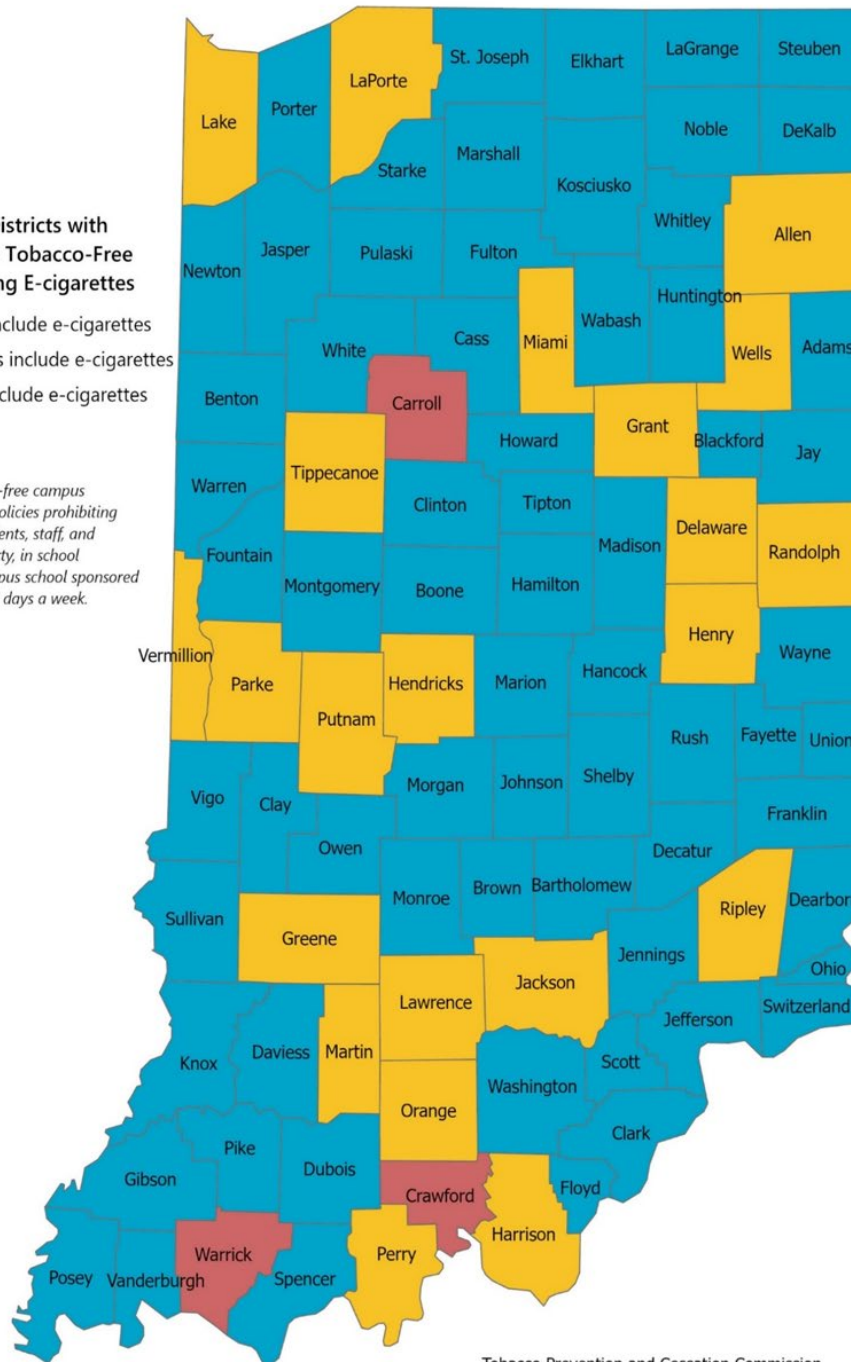 St. Joseph
Elkhart
LaGrange
Steuben
LaPorte
Porter
Lake
Noble
DeKalb
Marshall
Starke
Kosciusko
istricts with
Tobacco-Free
ng E-cigarettes
nclude e-cigarettes
s include e-cigarettes
clude e-cigarettes
Whitley
Allen
Jasper
Pulaski
Fulton
Newton
Huntington
Wabash
Miami
Cass
White
Wells
Adams
Benton
Carroll
Grant
Blackford
Howard
Jay
Tippecanoe
Warren
-free campus
olicies prohibiting
ents, staff, and
ty, in school
pus school sponsored
days a week.
Clinton
Tipton
Delaware
Madison
Randolph
Fountain
Montgomery
Boone
Hamilton
Henry
Vermillion
Parke
Putnam
Hendricks
Marion
Hancock
Wayne
Rush
Fayette
Union
Vigo
Clay
Morgan
Johnson
Shelby
Franklin
Owen
Decatur
Monroe
Brown
Bartholomew
Ripley
Dearbor
Sullivan
Greene
Jennings
Ohio
Lawrence
Jackson
Jefferson
Switzerland
Knox
Daviess
Martin
Washington
Scott
Orange
Clark
Pike
Dubois
Gibson
Crawford
Floyd
Harrison
Warrick
Perry
Posey
Vanderburgh
Spencer
Tobacco Prevention and Cessation Commission